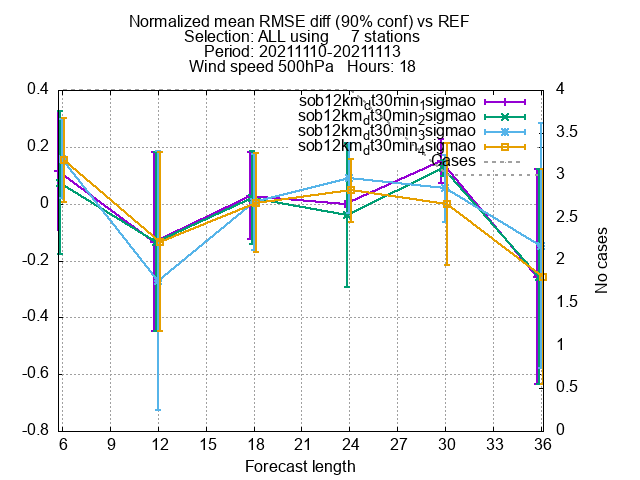 Normalized mean RMSE diff (90% conf) vs REF
Selection: ALL using 7 stations
Period: 20211110-20211113
Wind speed 500hPa Hours: 18
sob12km_dt30min_1sigmao
sob12km_dt30min_2sigmao
sob12km_dt30min_3sigmao
sob12km_dt30min_4sigmao
Cases
0.4
0.2
0
-0.2
-0.4
-0.6
-0.8
4
3.5
3
2.5
2
1.5
1
0.5
0
No cases
6 9 12 15 18 21 24 27 30 33 36
Forecast length